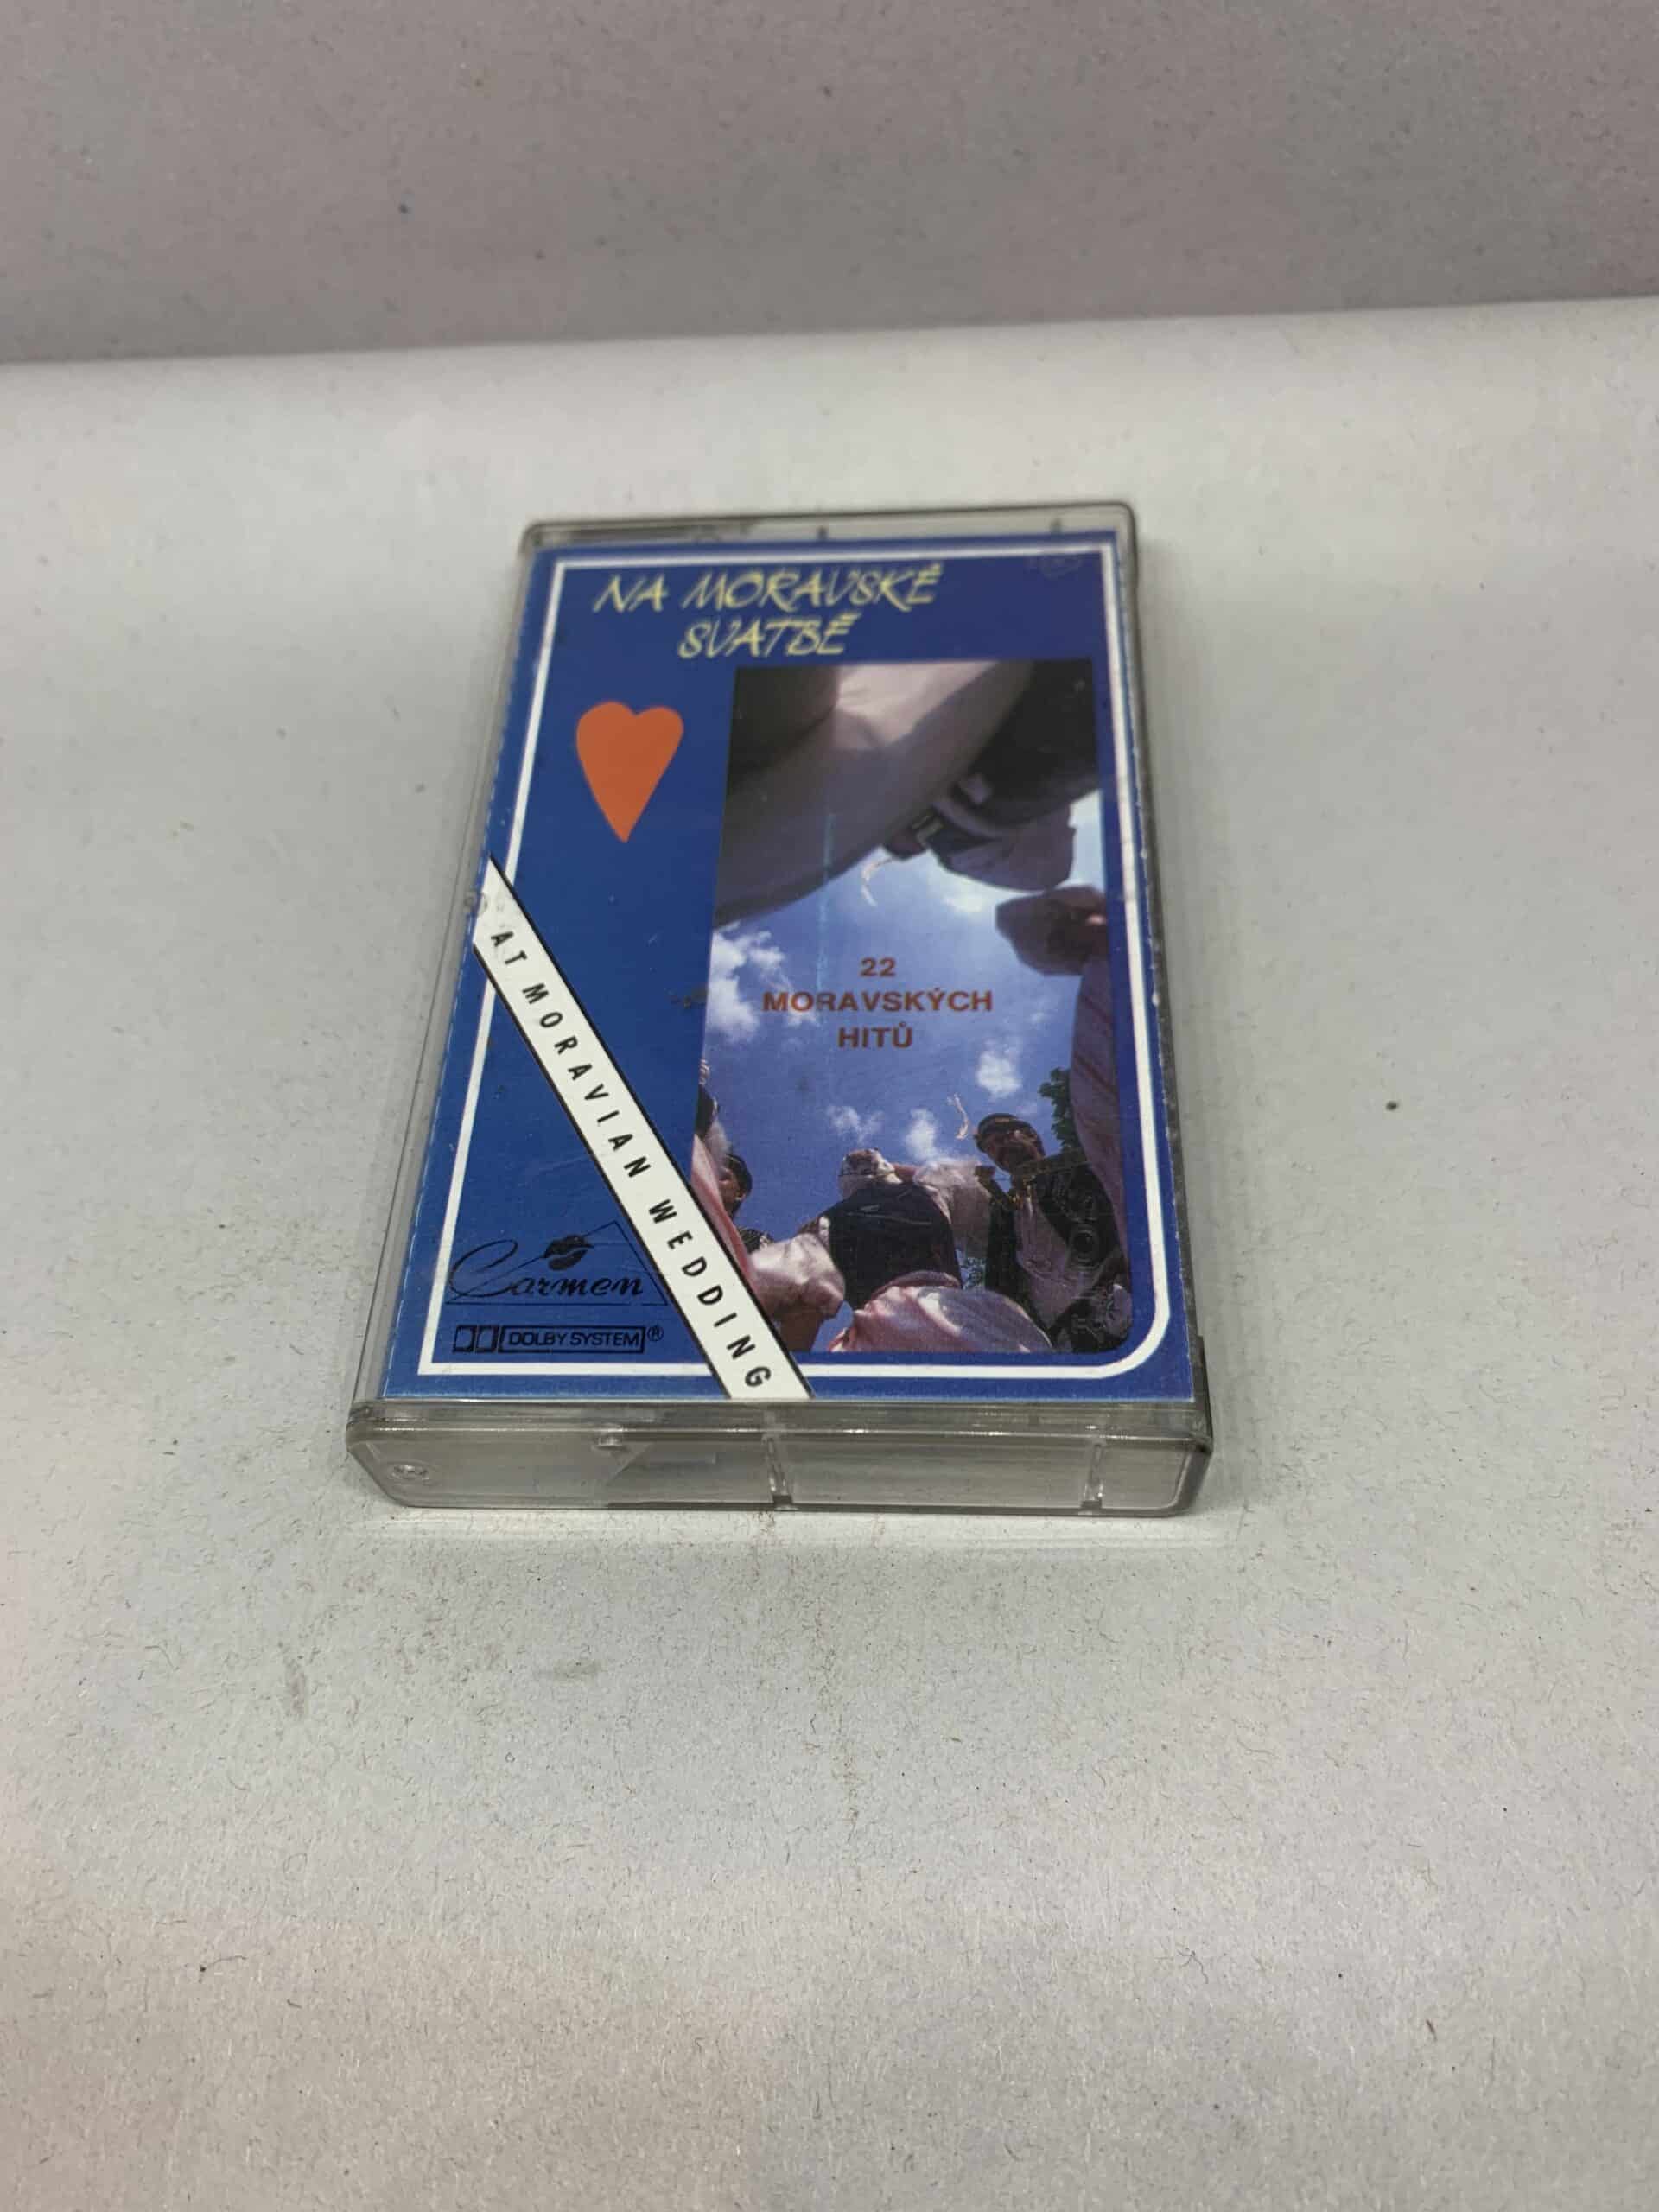 NA MORAVSKÉ
SVATBĚ
22
MORAVSKÝCH
HITŮ
AT MORAVIAN WEDDING
Carmen
DOLBY SYSTEM®